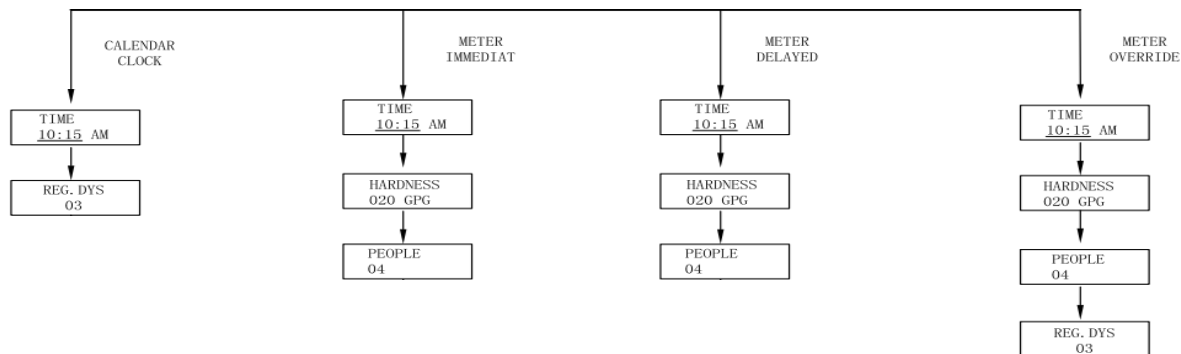 CALENDAR
CLOCK
METER
IMMEDIAT
METER
DELAYED
METER
OVERRIDE
TIME
10:15 AM
REG.DYS
03
TIME
10:15 AM
HARDNESS
020 GPG
PEOPLE
04
TIME
10:15 AM
HARDNESS
020 GPG
PEOPLE
04
TIME
10:15 AM
HARDNESS
020 GPG
PEOPLE
04
REG.DYS
03